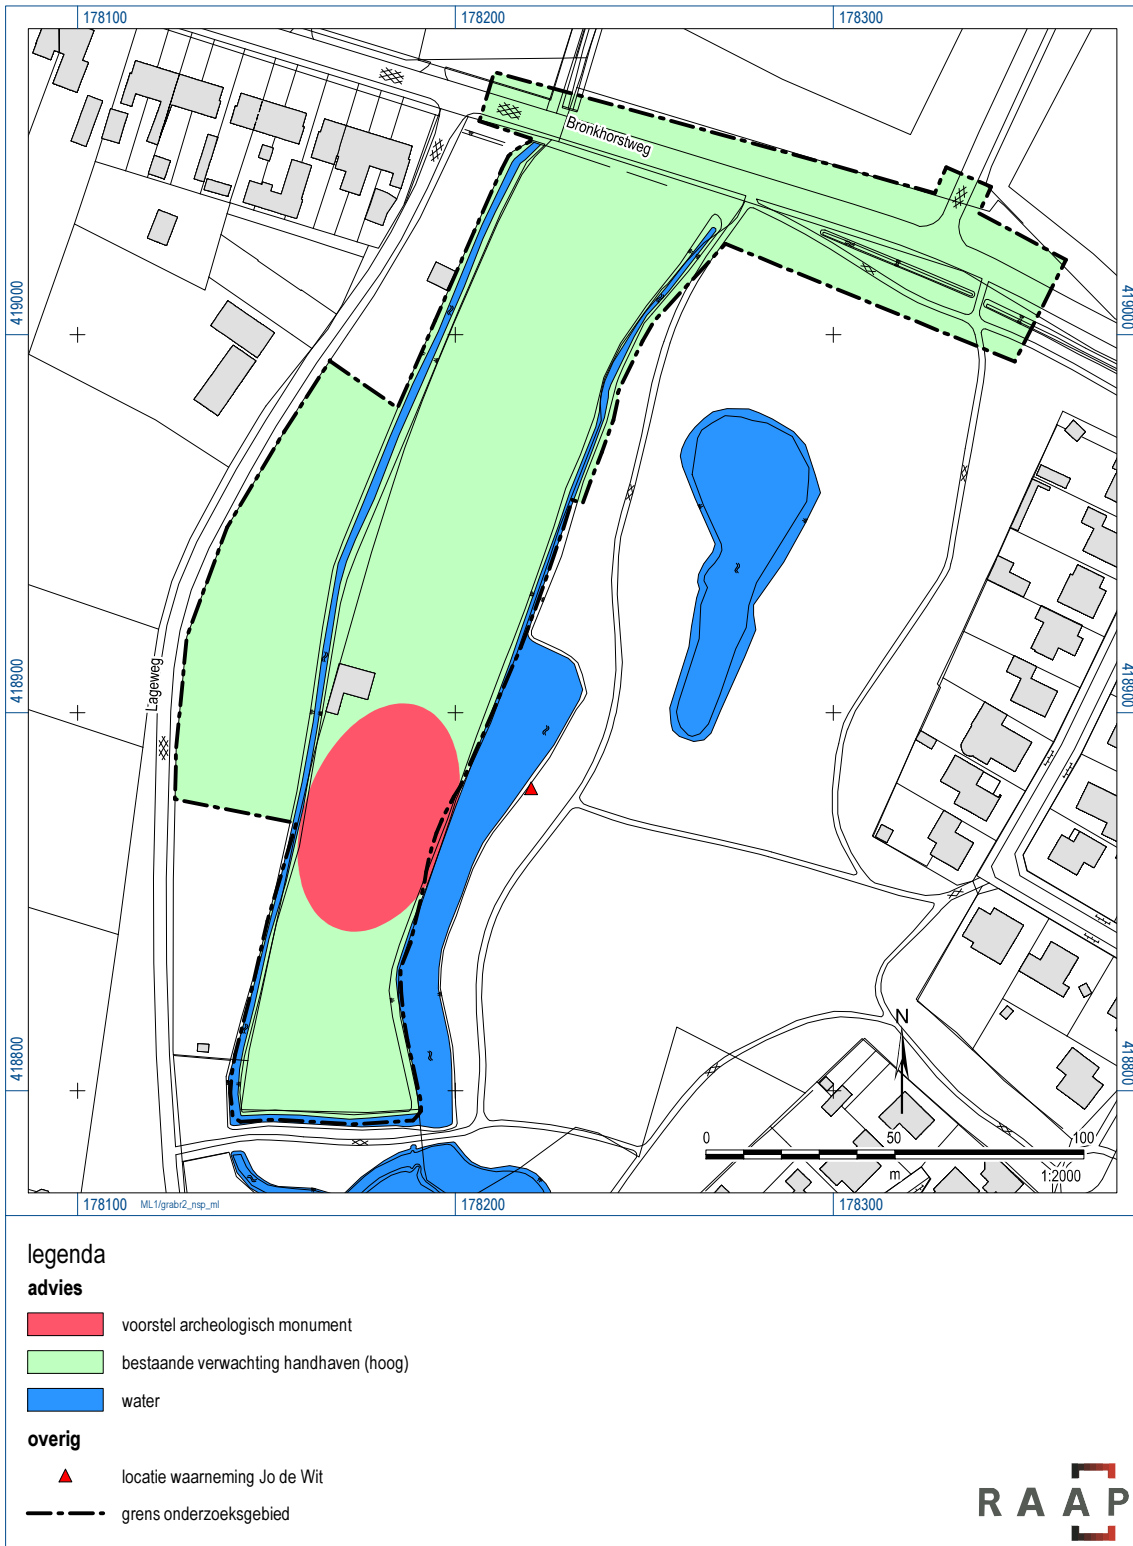 178100
178200
178300
Bronkhorstweg
419000
419000
Lageweg
418900
418900
418800
418800
N
0
50
100
m
1:2000
178100
ML1/grabr2_nsp_ml
178200
178300
legenda
advies
voorstel archeologisch monument
bestaande verwachting handhaven (hoog)
water
overig
locatie waarneming Jo de Wit
grens onderzoeksgebied
RAAP